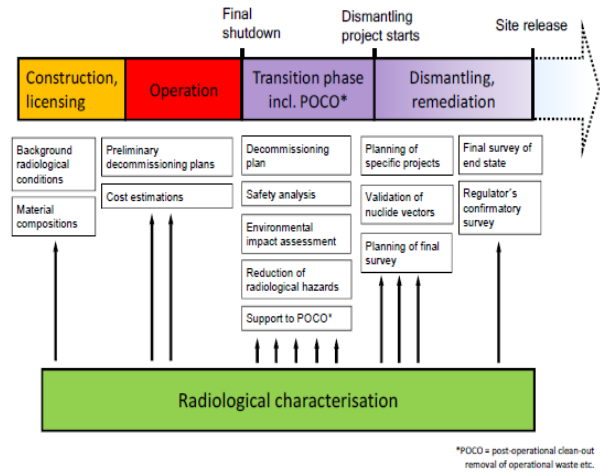 Final
shutdown
Dismantling
project starts
Site release
Construction,
licensing
Operation
Transition phase
incl. POCO*
Dismantling,
remediation
Background
radiological
conditions
Material
compositions
Preliminary
decommissioning plans
Cost estimations
Decommissioning
plan
Safety analysis
Environmental
impact assessment
Reduction of
radiological hazards
Support to POCO*
Planning of
specific projects
Validation of
nuclide vectors
Planning of final
survey
Final survey of
end state
Regulator´s
confirmatory
survey
Radiological characterisation
*POCO = post-operational clean-out
removal of operational waste etc.